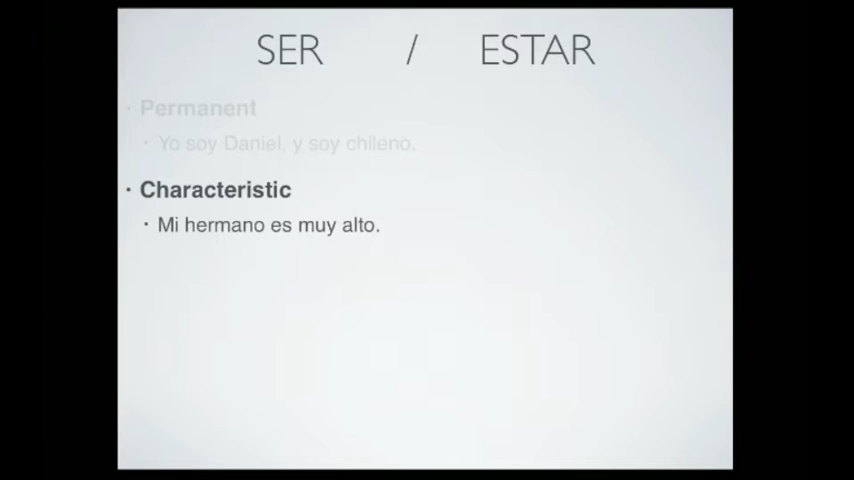 SER / ESTAR
· Permanent
· Yo soy Daniel, y soy chileno.
· Characteristic
· Mi hermano es muy alto.